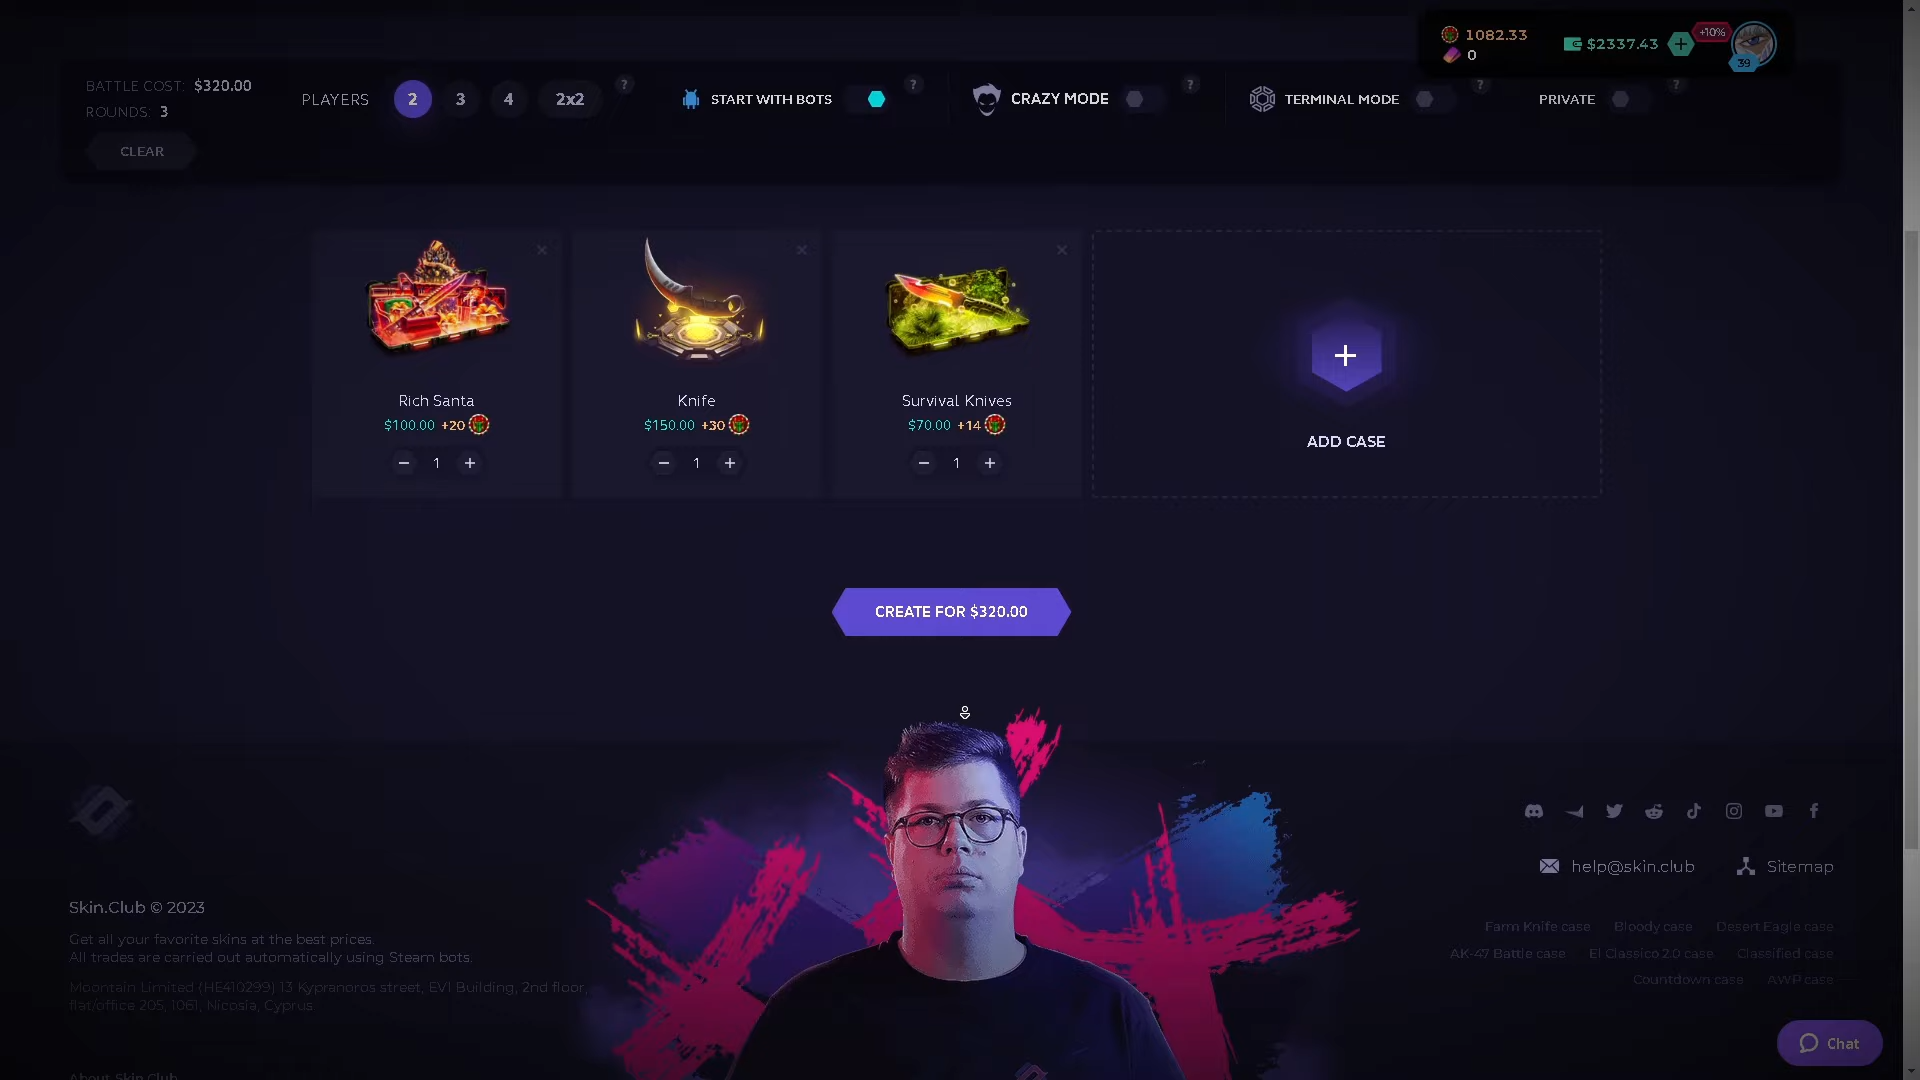 1082.33
$2337.43
+10%
0
39
BATTLE COST: $320.00
ROUNDS: 3
PLAYERS
2
3
4
2x2
?
START WITH BOTS
?
CRAZY MODE
?
TERMINAL MODE
?
PRIVATE
?
CLEAR
Rich Santa
$100.00 +20
− 1 +
Knife
$150.00 +30
− 1 +
Survival Knives
$70.00 +14
− 1 +
ADD CASE
CREATE FOR $320.00
help@skin.club
Sitemap
Skin.Club © 2023
Get all your favorite skins at the best prices.
All trades are carried out automatically using Steam bots.
Moontain Limited (HE410299) 13 Kypranoros street, EVI Building, 2nd floor,
flat/office 205, 1061, Nicosia, Cyprus
Farm Knife case Bloody case Desert Eagle case
AK-47 Battle case El Classico 2.0 case Classified case
Countdown case AWP case
Chat
About Skin.Club